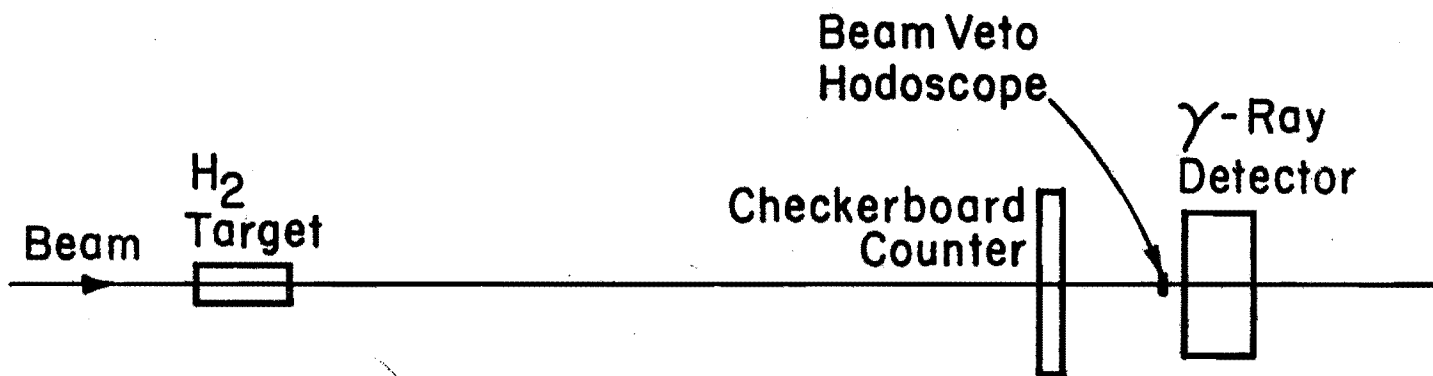 Beam Veto
Hodoscope
γ-Ray
Detector
H₂
Target
Checkerboard
Counter
Beam